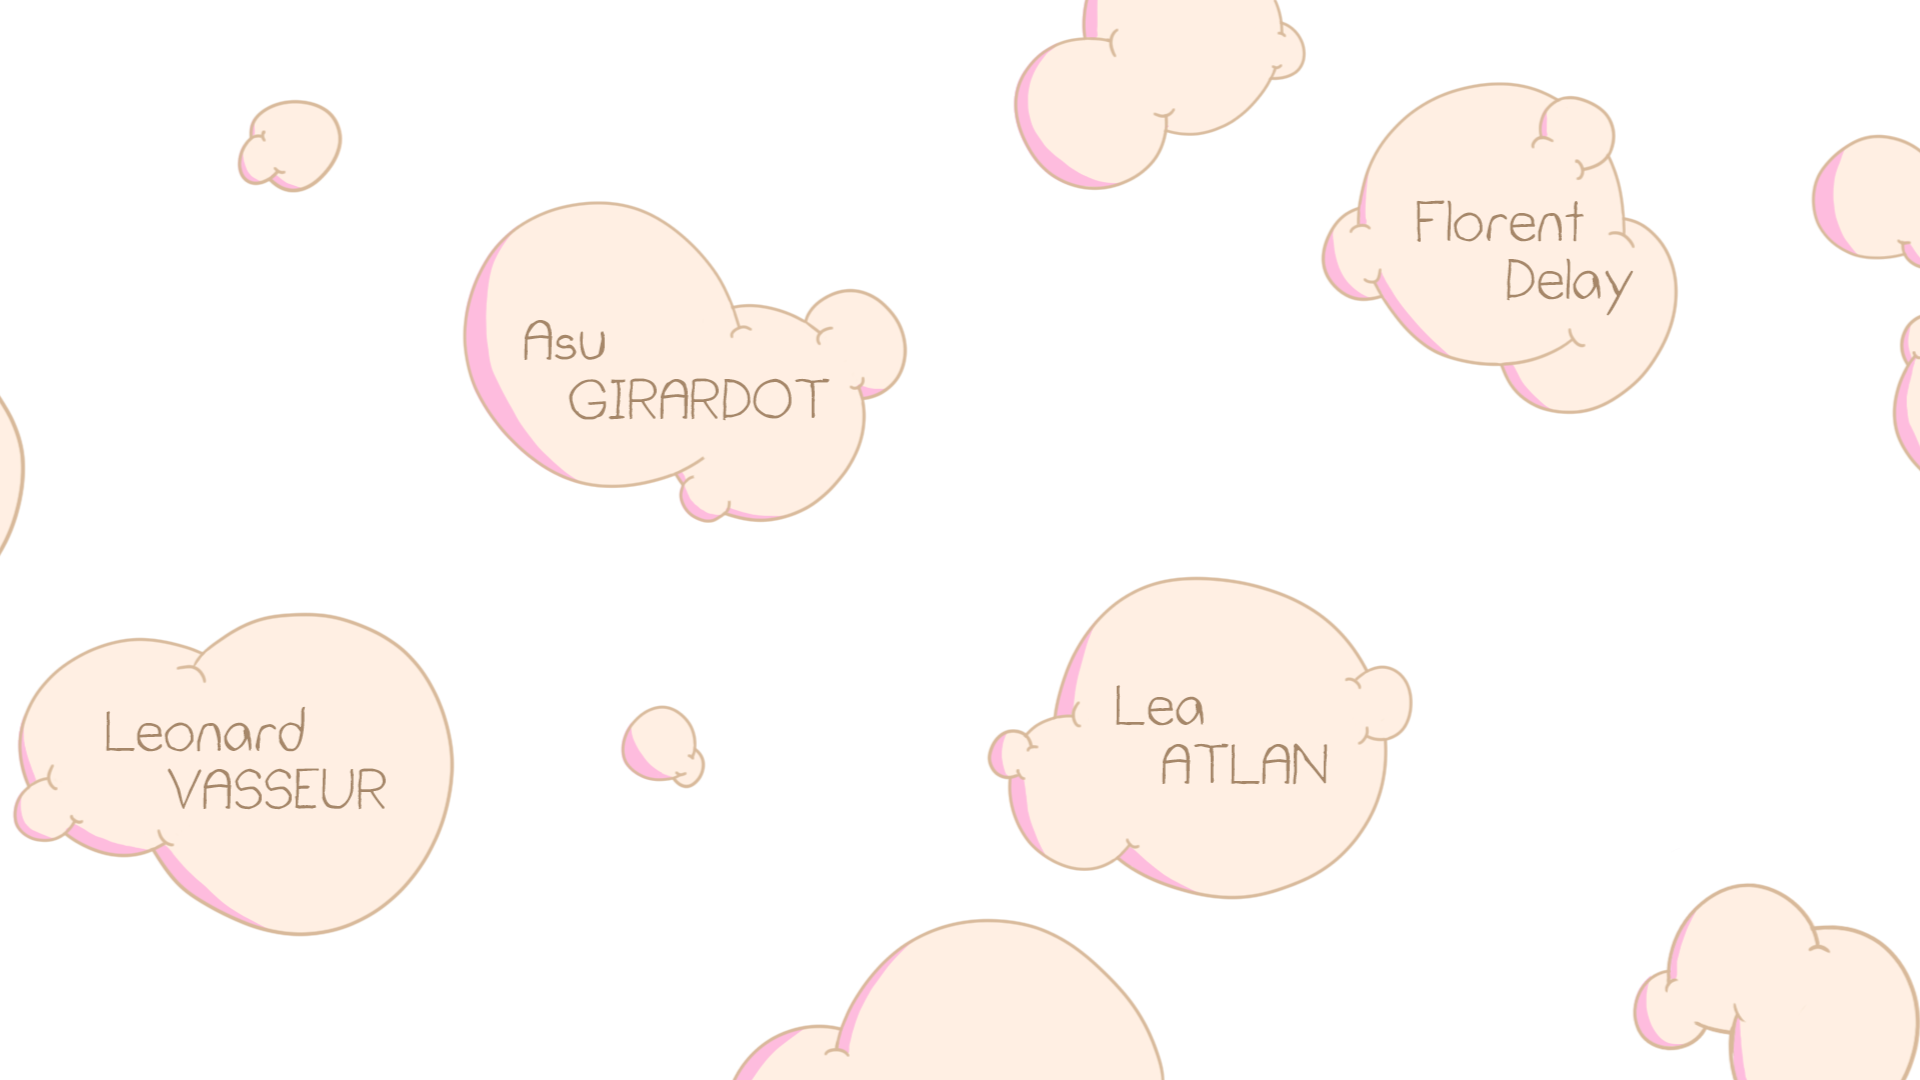 Florent
Delay
Asu
GIRARDOT
Lea
ATLAN
Leonard
VASSEUR